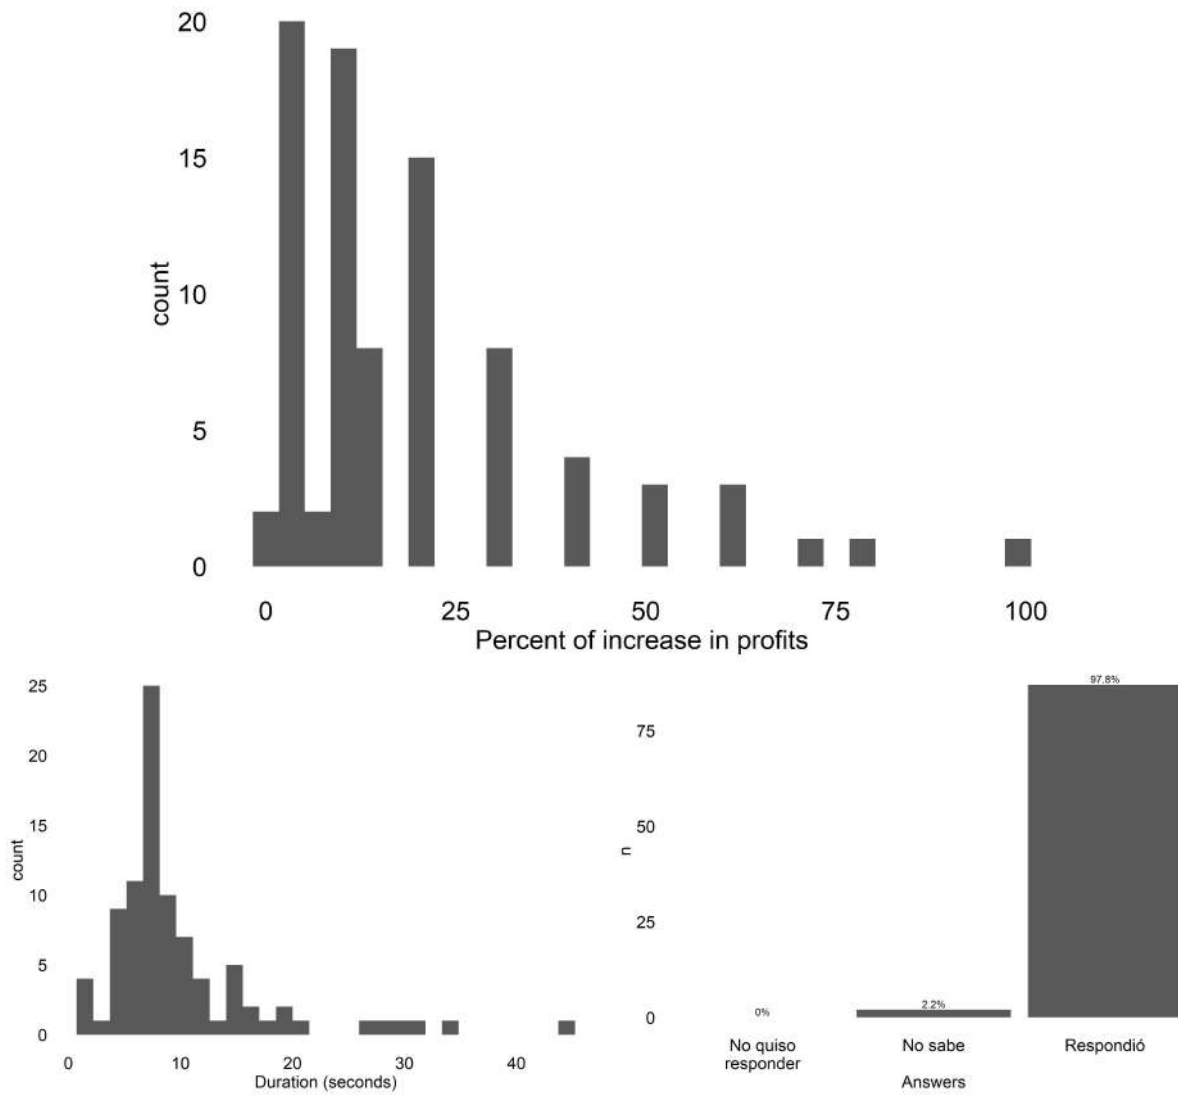 20
15
10
5
0
count
0 25 50 75 100
Percent of increase in profits
25
20
15
10
5
0
count
0 10 20 30 40
Duration (seconds)
75
50
25
0
n
0%
2.2%
97.8%
No quiso
responder
No sabe
Respondió
Answers